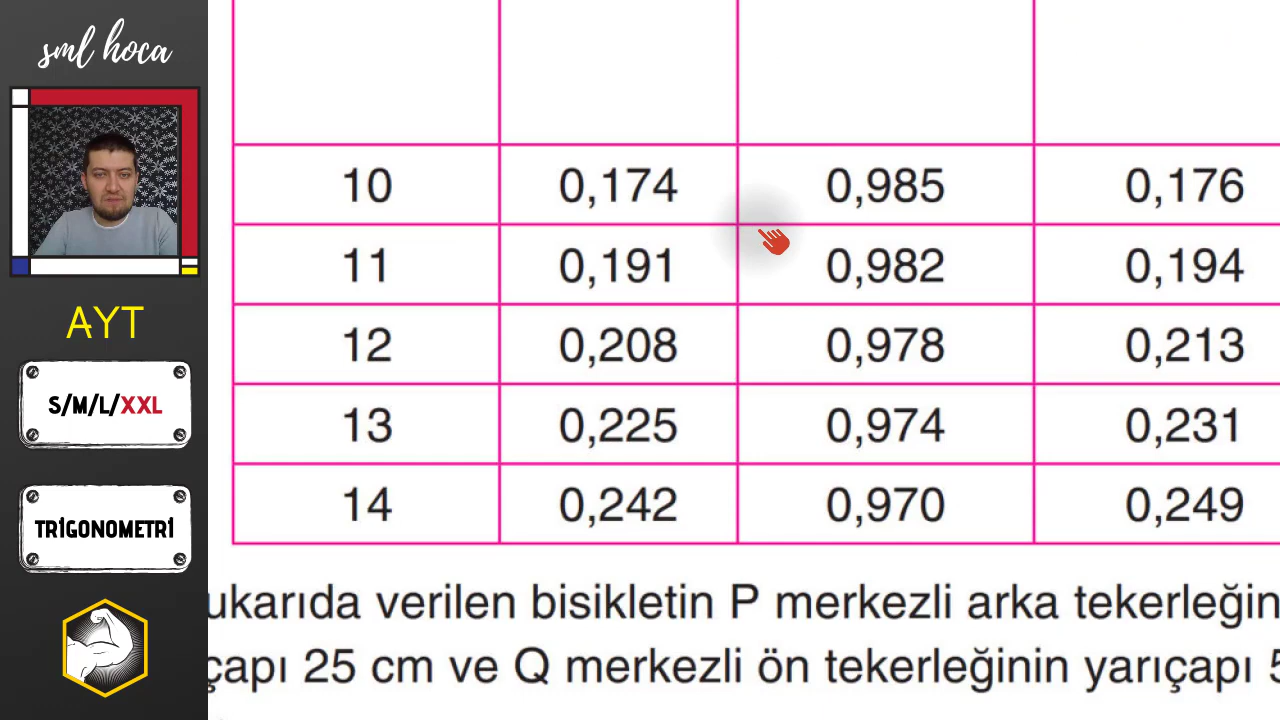 sml hoca
AYT
S/M/L/XXL
TRİGONOMETRİ
10 0,174 0,985 0,176
11 0,191 0,982 0,194
12 0,208 0,978 0,213
13 0,225 0,974 0,231
14 0,242 0,970 0,249
ukarıda verilen bisikletin P merkezli arka tekerleğin
çapı 25 cm ve Q merkezli ön tekerleğinin yarıçapı 5